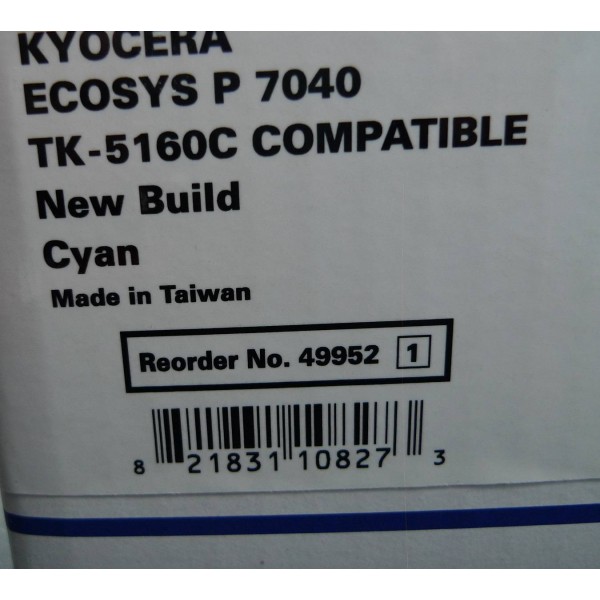 KYOCERA
ECOSYS P 7040
TK-5160C COMPATIBLE
New Build
Cyan
Made in Taiwan
Reorder No. 49952 1
8 21831 10827 3